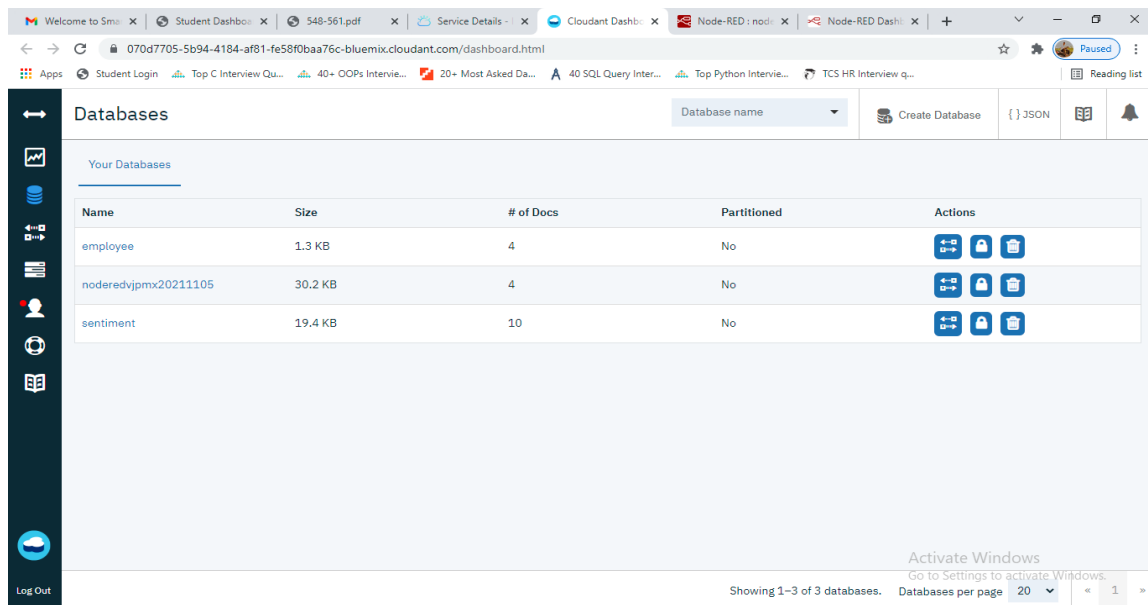 Welcome to Sma
Student Dashboa
548-561.pdf
Service Details -
Cloudant Dashbo
Node-RED : node
Node-RED Dashb
070d7705-5b94-4184-af81-fe58f0baa76c-bluemix.cloudant.com/dashboard.html
Paused
Apps
Student Login
Top C Interview Qu...
40+ OOPs Intervie...
20+ Most Asked Da...
40 SQL Query Inter...
Top Python Intervie...
TCS HR Interview q...
Reading list
Databases
Database name
Create Database
{ } JSON
Your Databases
Name Size # of Docs Partitioned Actions
employee 1.3 KB 4 No
noderedvjpmx20211105 30.2 KB 4 No
sentiment 19.4 KB 10 No
Activate Windows
Go to Settings to activate Windows.
Log Out
Showing 1–3 of 3 databases. Databases per page 20 « 1 »